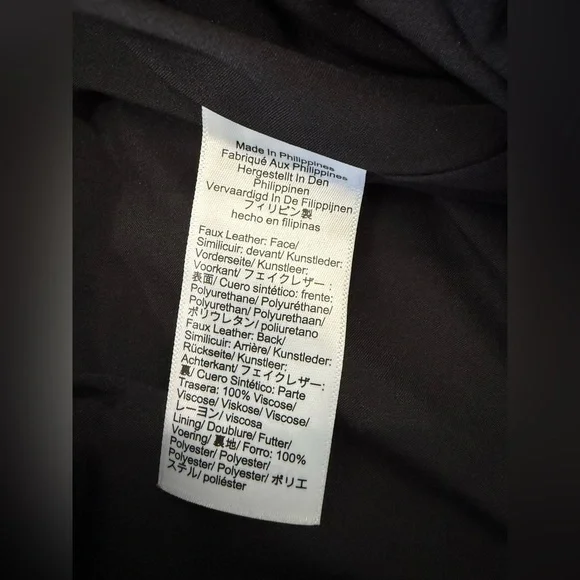 Made In Philippines
Fabriqué Aux Philippines
Hergestellt In Den
Philippinen
Vervaardigd In De Filippijnen
フィリピン製
hecho en filipinas
Faux Leather: Face/
Similicuir: devant/ Kunstleder:
Vorderseite/ Kunstleer:
Voorkant/ フェイクレザー :
表面/ Cuero sintético: frente:
Polyurethane/ Polyuréthane/
Polyurethan/ Polyurethaan/
ポリウレタン/ poliuretano
Faux Leather: Back/
Similicuir: Arrière/ Kunstleder:
Rückseite/ Kunstleer:
Achterkant/ フェイクレザー:
裏/ Cuero Sintético: Parte
Trasera: 100% Viscose/
Viscose/ Viskose/ Viscose/
レーヨン/ viscosa
Lining/ Doublure/ Futter/
Voering/ 裏地/ Forro: 100%
Polyester/ Polyester/
Polyester/ Polyester/ ポリエ
ステル/ poliéster